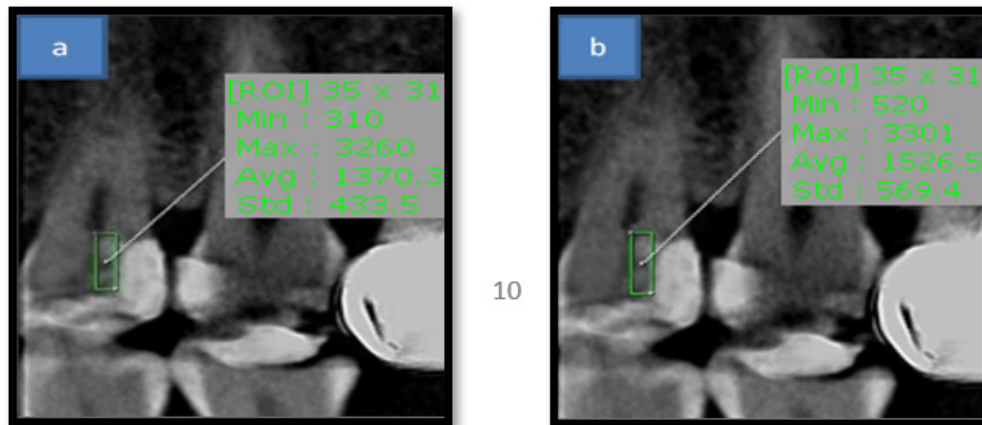 a
[ROI] 35 x 31
Min : 310
Max : 3260
Avg : 1370.3
Std : 433.5
10
b
[ROI] 35 x 31
Min : 520
Max : 3301
Avg : 1526.5
Std : 569.4